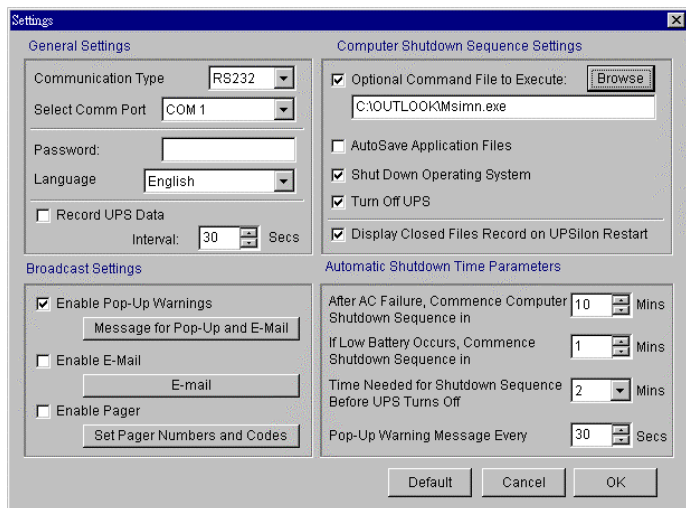 Settings
General Settings
Communication Type RS232
Select Comm Port COM 1
Password:
Language English
Record UPS Data
Interval: 30 Secs
Computer Shutdown Sequence Settings
Optional Command File to Execute: Browse
C:\OUTLOOK\Msimn.exe
AutoSave Application Files
Shut Down Operating System
Turn Off UPS
Display Closed Files Record on UPSilon Restart
Broadcast Settings
Enable Pop-Up Warnings
Message for Pop-Up and E-Mail
Enable E-Mail
E-mail
Enable Pager
Set Pager Numbers and Codes
Automatic Shutdown Time Parameters
After AC Failure, Commence Computer
Shutdown Sequence in 10 Mins
If Low Battery Occurs, Commence
Shutdown Sequence in 1 Mins
Time Needed for Shutdown Sequence
Before UPS Turns Off 2 Mins
Pop-Up Warning Message Every 30 Secs
Default Cancel OK